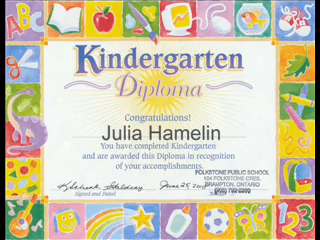 ABC
Kindergarten
Diploma
Congratulations!
Julia Hamelin
You have completed Kindergarten
and are awarded this Diploma in recognition
of your accomplishments.
FOLKSTONE PUBLIC SCHOOL
104 FOLKSTONE CRES.
BRAMPTON, ONTARIO
Signed and Dated
June 25
123